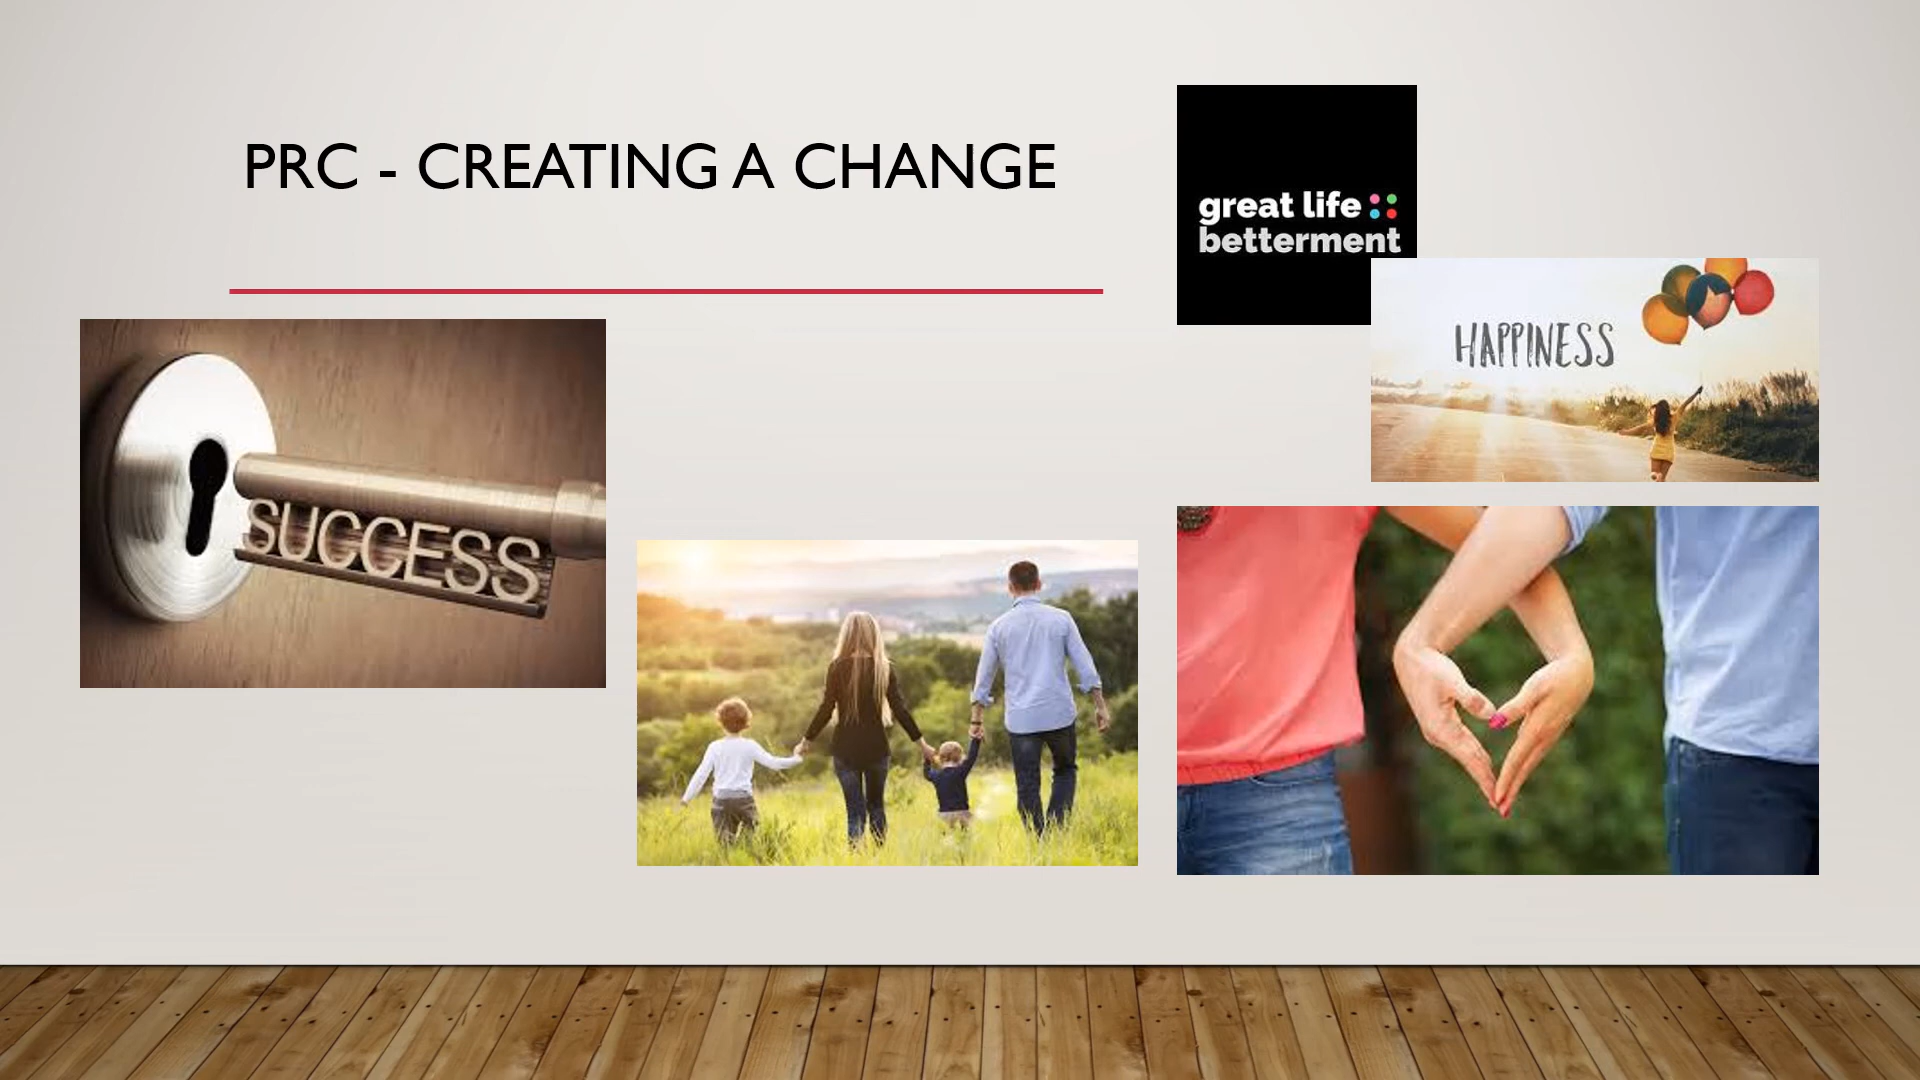 PRC - CREATING A CHANGE
great life
betterment
HAPPINESS
SUCCESS